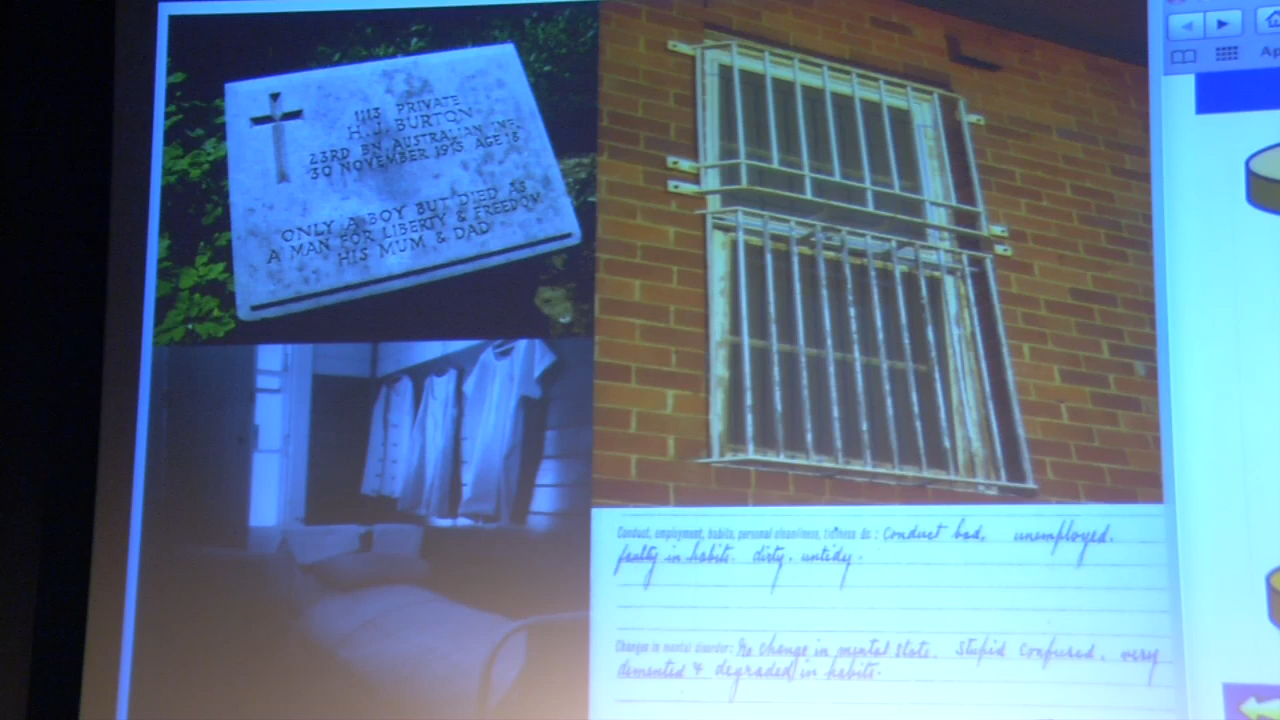 1113 PRIVATE
H. J. BURTON
23RD BN. AUSTRALIAN INF.
30 NOVEMBER 1915 AGE 18
ONLY A BOY BUT DIED AS
A MAN FOR LIBERTY & FREEDOM
HIS MUM & DAD
Conduct, employment, habits, personal cleanliness, tidiness &c : Conduct bad, unemployed.
faulty in habits. dirty. untidy.
Changes in mental disorder: No change in mental state. Stupid confused. very
demented & degraded in habits.
Ap